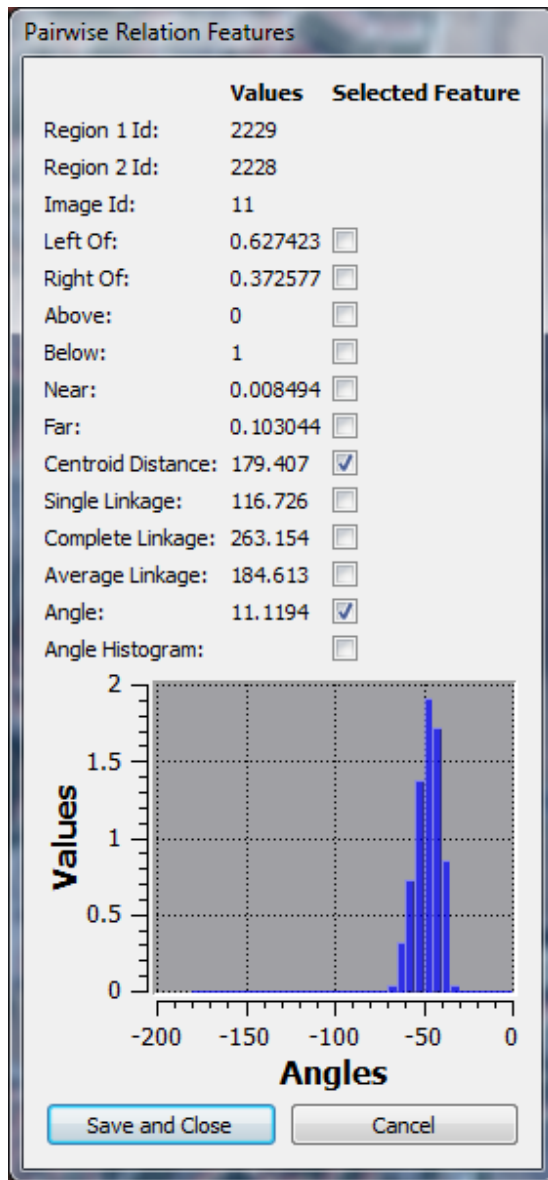 Pairwise Relation Features
Values Selected Feature
Region 1 Id: 2229
Region 2 Id: 2228
Image Id: 11
Left Of: 0.627423
Right Of: 0.372577
Above: 0
Below: 1
Near: 0.008494
Far: 0.103044
Centroid Distance: 179.407
Single Linkage: 116.726
Complete Linkage: 263.154
Average Linkage: 184.613
Angle: 11.1194
Angle Histogram:
2
1.5
1
0.5
0
Values
-200 -150 -100 -50 0
Angles
Save and Close Cancel